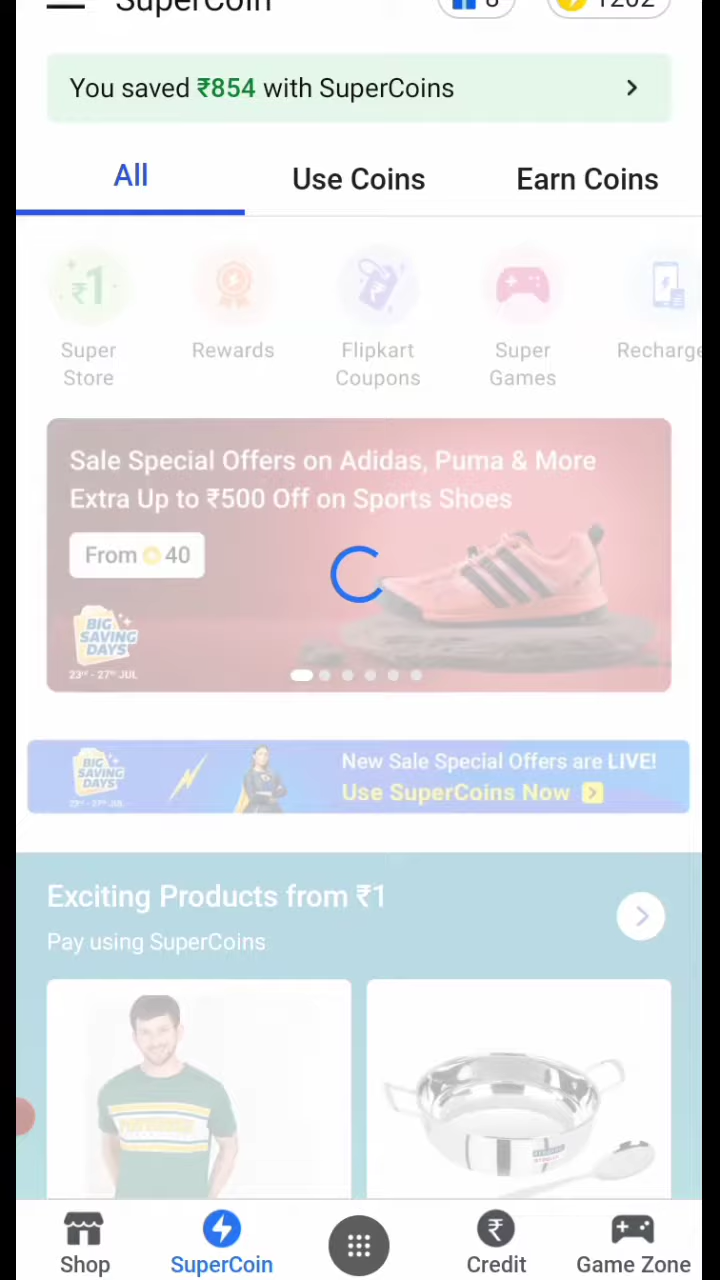 SuperCoin
8
1202
You saved ₹854 with SuperCoins
All
Use Coins
Earn Coins
₹1
Super
Store
Rewards
Flipkart
Coupons
Super
Games
Recharge
Sale Special Offers on Adidas, Puma & More
Extra Up to ₹500 Off on Sports Shoes
From 40
BIG
SAVING
DAYS
23rd - 27th JUL
BIG
SAVING
DAYS
23rd - 27th JUL
New Sale Special Offers are LIVE!
Use SuperCoins Now
Exciting Products from ₹1
Pay using SuperCoins
Shop
SuperCoin
Credit
Game Zone